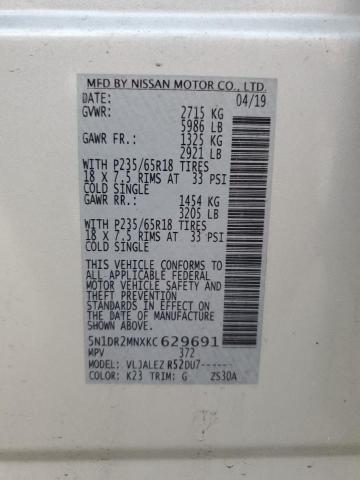 MFD BY NISSAN MOTOR CO., LTD.
DATE: 04/19
GVWR: 2715 KG
5986 LB
GAWR FR.: 1325 KG
2921 LB
WITH P235/65R18 TIRES
18 X 7.5 RIMS AT 33 PSI
COLD SINGLE
GAWR RR.: 1454 KG
3205 LB
WITH P235/65R18 TIRES
18 X 7.5 RIMS AT 33 PSI
COLD SINGLE
THIS VEHICLE CONFORMS TO
ALL APPLICABLE FEDERAL
MOTOR VEHICLE SAFETY AND
THEFT PREVENTION
STANDARDS IN EFFECT ON
THE DATE OF MANUFACTURE
SHOWN ABOVE.
5N1DR2MNXKC629691
MPV 372
MODEL: VLJALEZ R52DU7------
COLOR: K23 TRIM: G ZS30A